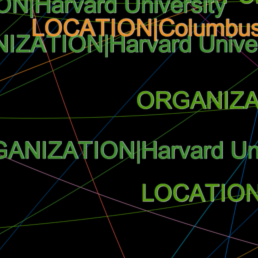 ON|Harvard University
LOCATION|Columbus
NIZATION|Harvard Unive
ORGANIZA
GANIZATION|Harvard Un
LOCATION